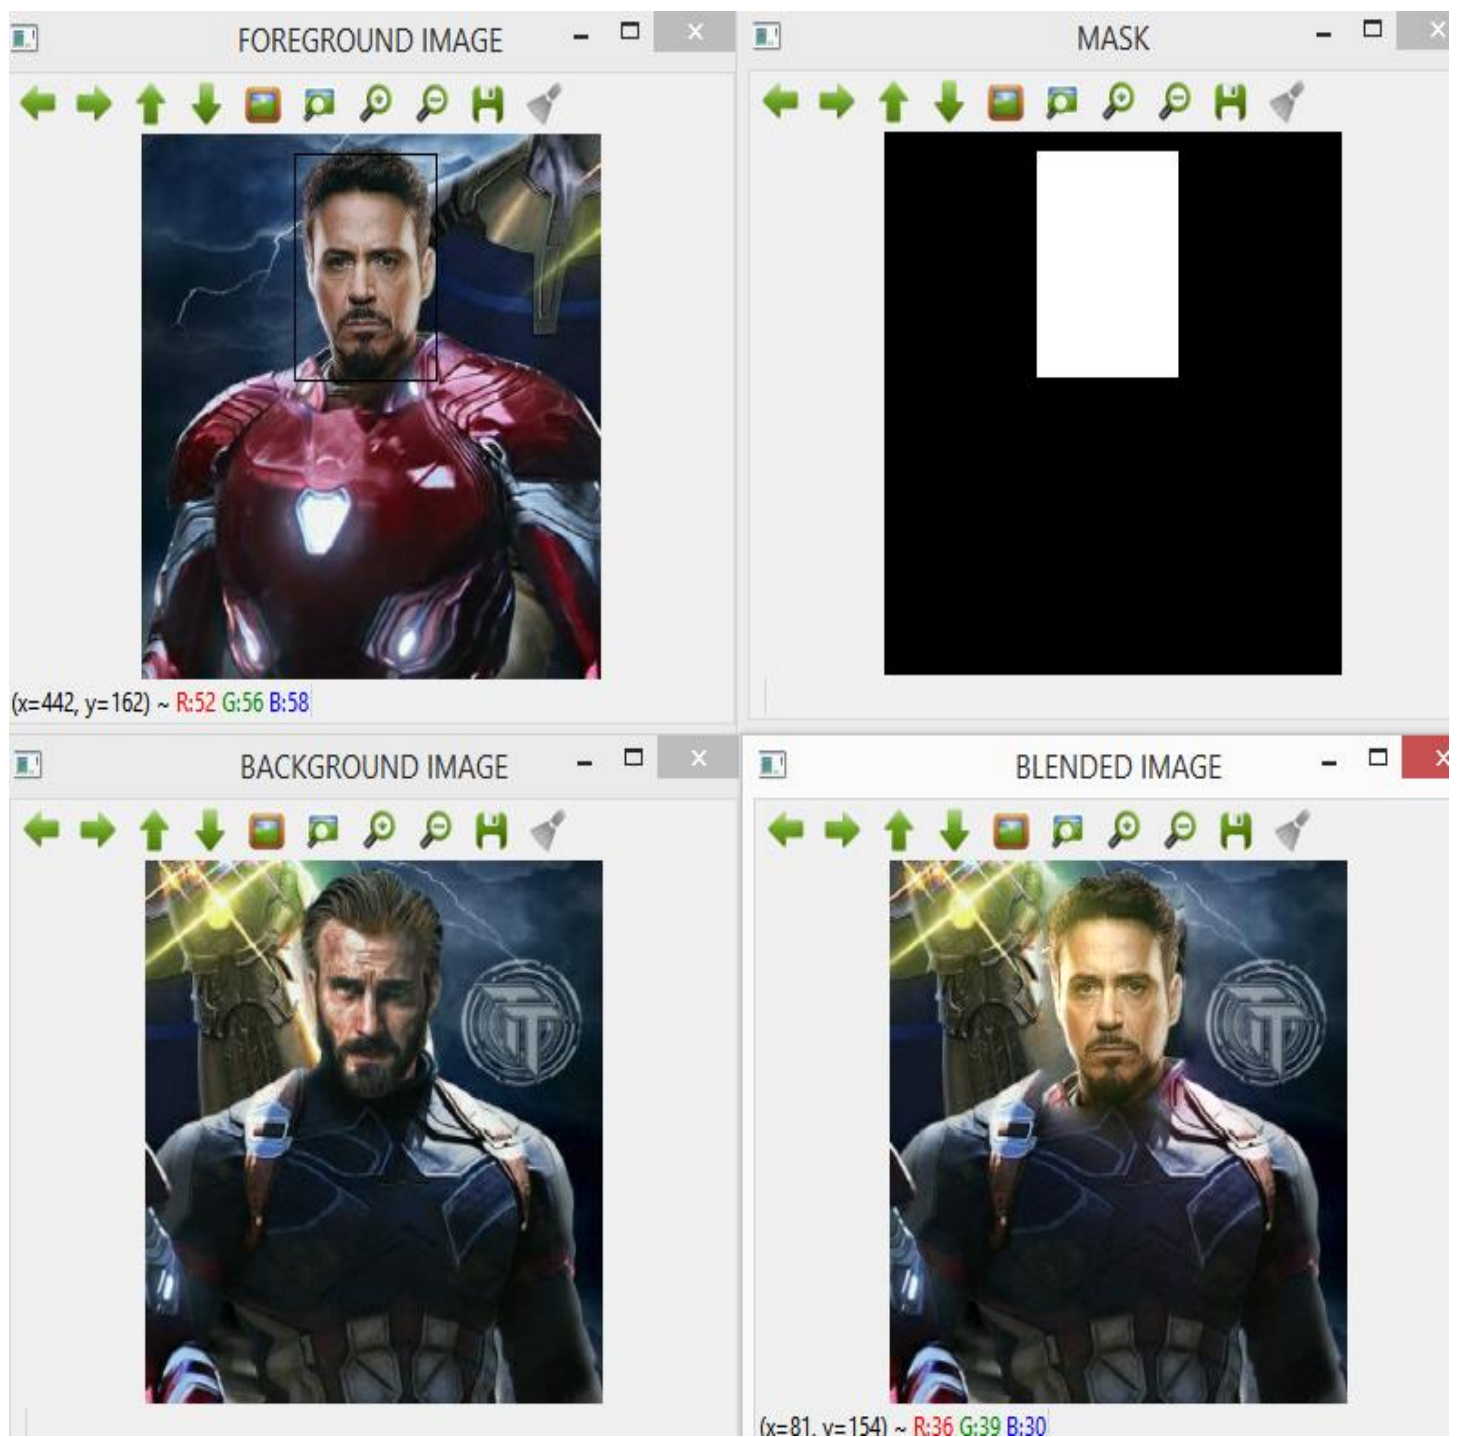 FOREGROUND IMAGE
MASK
(x=442, y=162) ~ R:52 G:56 B:58
BACKGROUND IMAGE
BLENDED IMAGE
(x=81, y=154) ~ R:36 G:39 B:30